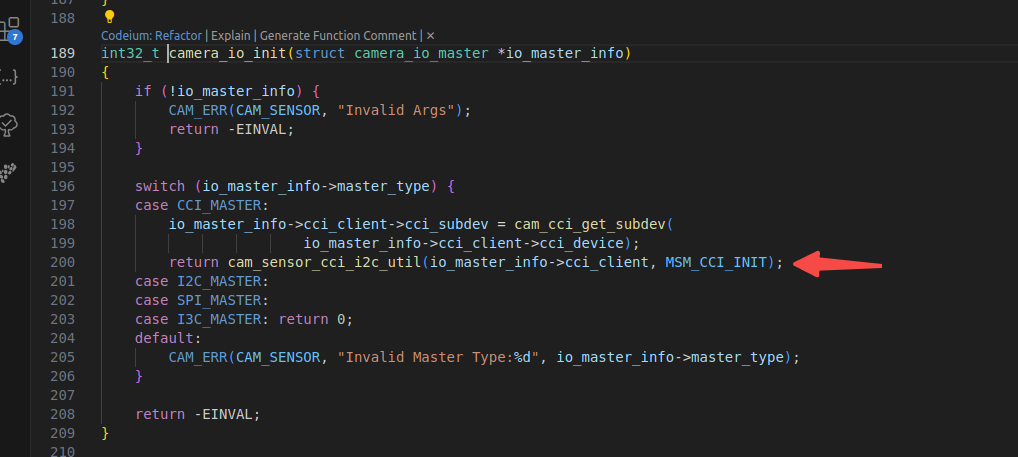 187 }
188
Codeium: Refactor | Explain | Generate Function Comment | ✕
189 int32_t camera_io_init(struct camera_io_master *io_master_info)
190 {
191     if (!io_master_info) {
192         CAM_ERR(CAM_SENSOR, "Invalid Args");
193         return -EINVAL;
194     }
195
196     switch (io_master_info->master_type) {
197     case CCI_MASTER:
198         io_master_info->cci_client->cci_subdev = cam_cci_get_subdev(
199                         io_master_info->cci_client->cci_device);
200         return cam_sensor_cci_i2c_util(io_master_info->cci_client, MSM_CCI_INIT);
201     case I2C_MASTER:
202     case SPI_MASTER:
203     case I3C_MASTER: return 0;
204     default:
205         CAM_ERR(CAM_SENSOR, "Invalid Master Type:%d", io_master_info->master_type);
206     }
207
208     return -EINVAL;
209 }
210
7
{...}